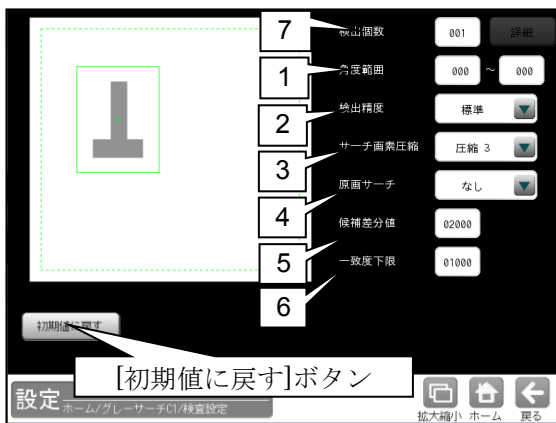 7 検出個数 001 詳細
1 角度範囲 000 ~ 000
2 検出精度 標準
3 サーチ画素圧縮 圧縮 3
4 原画サーチ なし
5 候補差分値 02000
6 一致度下限 01000
初期値に戻す
[初期値に戻す]ボタン
設定 ホーム/グレーサーチC1/検査設定
拡大縮小 ホーム 戻る